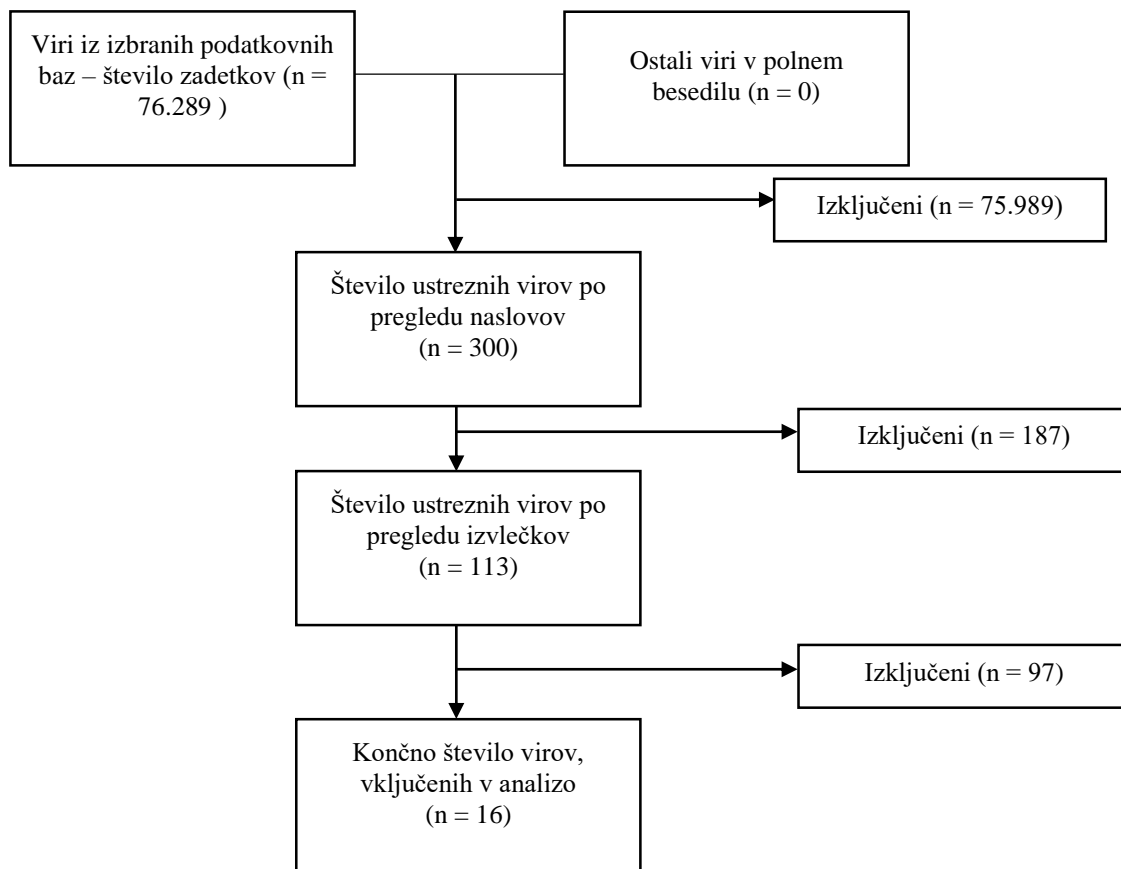 Viri iz izbranih podatkovnih
baz – število zadetkov (n =
76.289 )
Ostali viri v polnem
besedilu (n = 0)
Izključeni (n = 75.989)
Število ustreznih virov po
pregledu naslovov
(n = 300)
Izključeni (n = 187)
Število ustreznih virov po
pregledu izvlečkov
(n = 113)
Izključeni (n = 97)
Končno število virov,
vključenih v analizo
(n = 16)